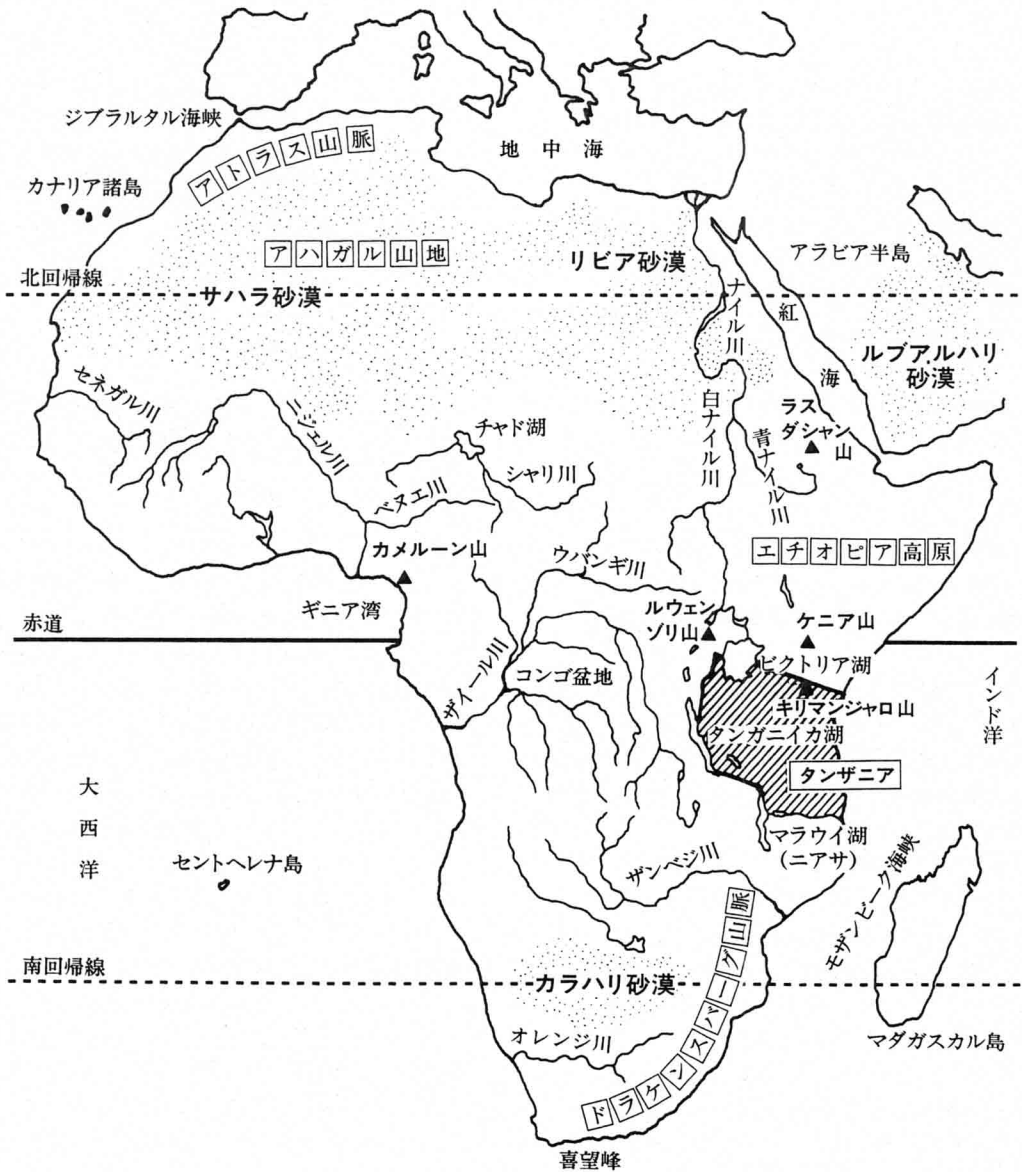 ジブラルタル海峡
アトラス山脈
地中海
カナリア諸島
アハガル山地
リビア砂漠
アラビア半島
北回帰線
サハラ砂漠
ナイル川
紅海
ルブアルハリ
砂漠
セネガル川
ニジェル川
チャド湖
シャリ川
ベヌエ川
白ナイル川
青ナイル川
ラス
ダシャン
山
カメルーン山
ウバンギ川
エチオピア高原
ギニア湾
ルウェン
ゾリ山
ケニア山
赤道
ザイール川
コンゴ盆地
ビクトリア湖
キリマンジャロ山
インド洋
タンガニイカ湖
タンザニア
大西洋
セントヘレナ島
マラウイ湖
(ニアサ)
ザンベジ川
モザンビーク海峡
南回帰線
カラハリ砂漠
ドラケンスバーグ山脈
オレンジ川
マダガスカル島
喜望峰